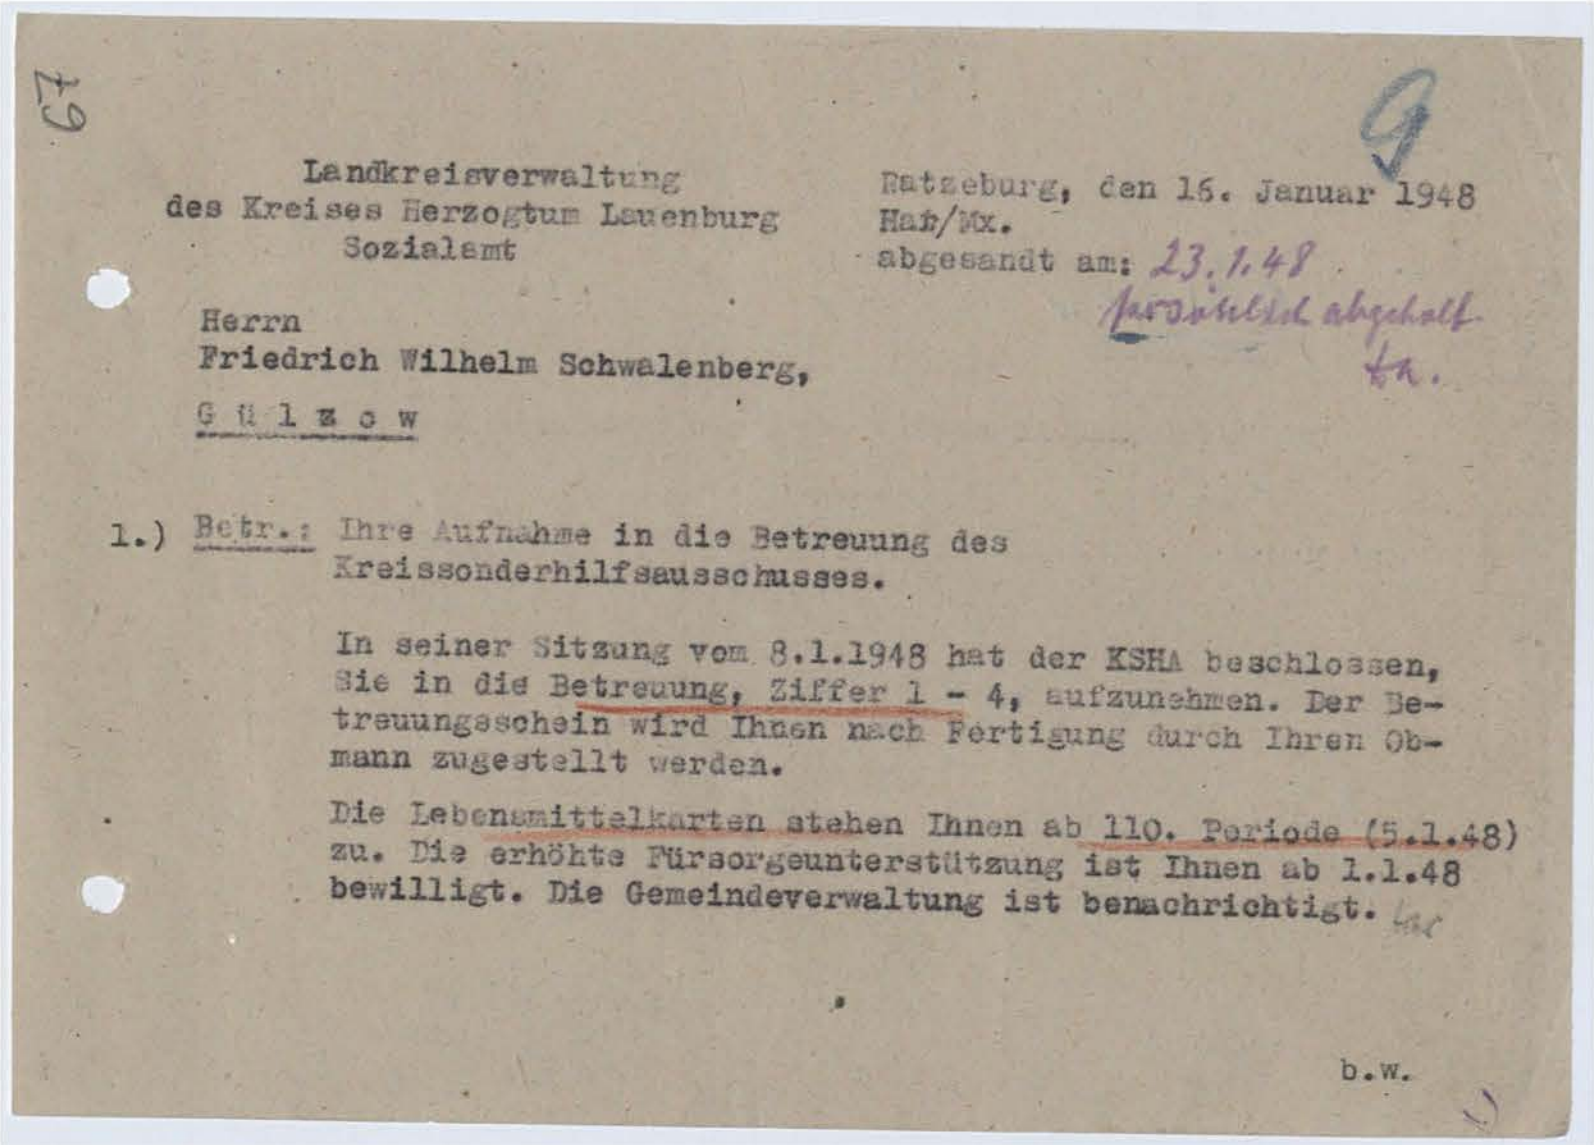 67
9
Landkreisverwaltung
des Kreises Herzogtum Lauenburg
Sozialamt
Ratzeburg, den 16. Januar 1948
Har/Mx.
abgesandt am: 23.1.48
persönlich abgeholt
Herrn
Friedrich Wilhelm Schwalenberg,
G ü l z o w
1.) Betr.: Ihre Aufnahme in die Betreuung des
Kreissonderhilfsausschusses.
In seiner Sitzung vom 8.1.1948 hat der KSHA beschlossen,
Sie in die Betreuung, Ziffer 1 - 4, aufzunehmen. Der Be-
treuungsschein wird Ihnen nach Fertigung durch Ihren Ob-
mann zugestellt werden.
Die Lebensmittelkarten stehen Ihnen ab 110. Periode (5.1.48)
zu. Die erhöhte Fürsorgeunterstützung ist Ihnen ab 1.1.48
bewilligt. Die Gemeindeverwaltung ist benachrichtigt.
b.w.